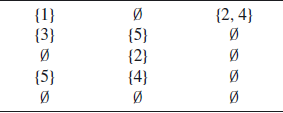 {1} ∅ {2, 4}
{3} {5} ∅
∅ {2} ∅
{5} {4} ∅
∅ ∅ ∅